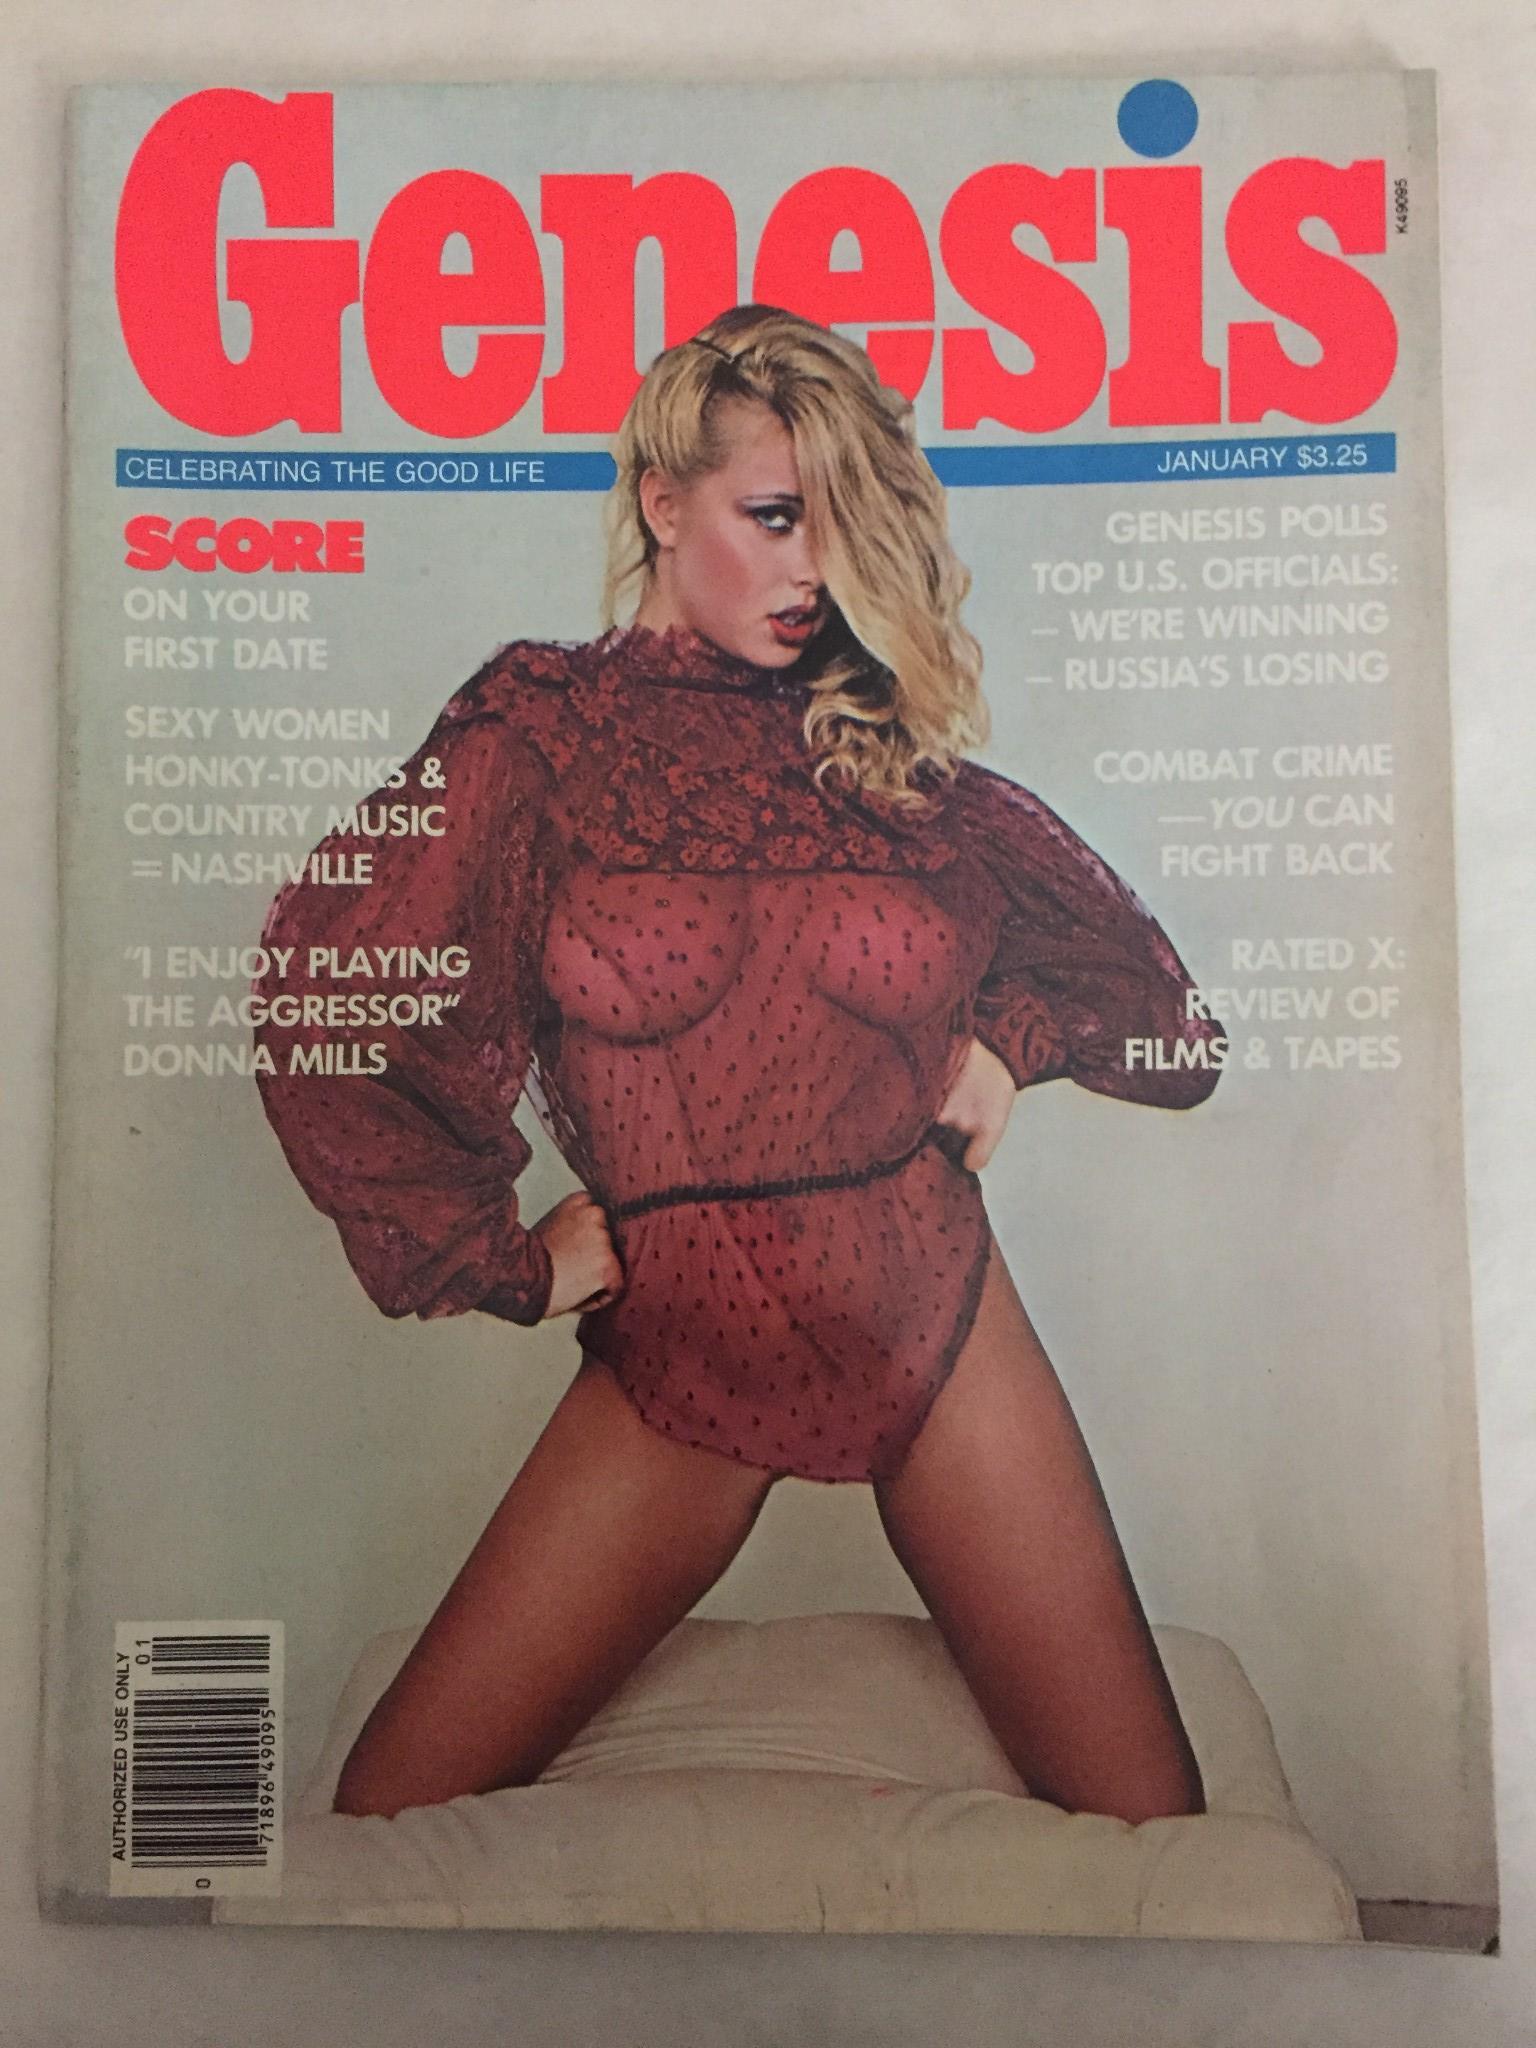 Genesis
K49095
CELEBRATING THE GOOD LIFE
JANUARY $3.25
SCORE
ON YOUR
FIRST DATE
SEXY WOMEN
HONKY-TONKS &
COUNTRY MUSIC
=NASHVILLE
"I ENJOY PLAYING
THE AGGRESSOR"
DONNA MILLS
GENESIS POLLS
TOP U.S. OFFICIALS:
– WE'RE WINNING
– RUSSIA'S LOSING
COMBAT CRIME
—YOU CAN
FIGHT BACK
RATED X:
REVIEW OF
FILMS & TAPES
AUTHORIZED USE ONLY
01
0
71896 49095